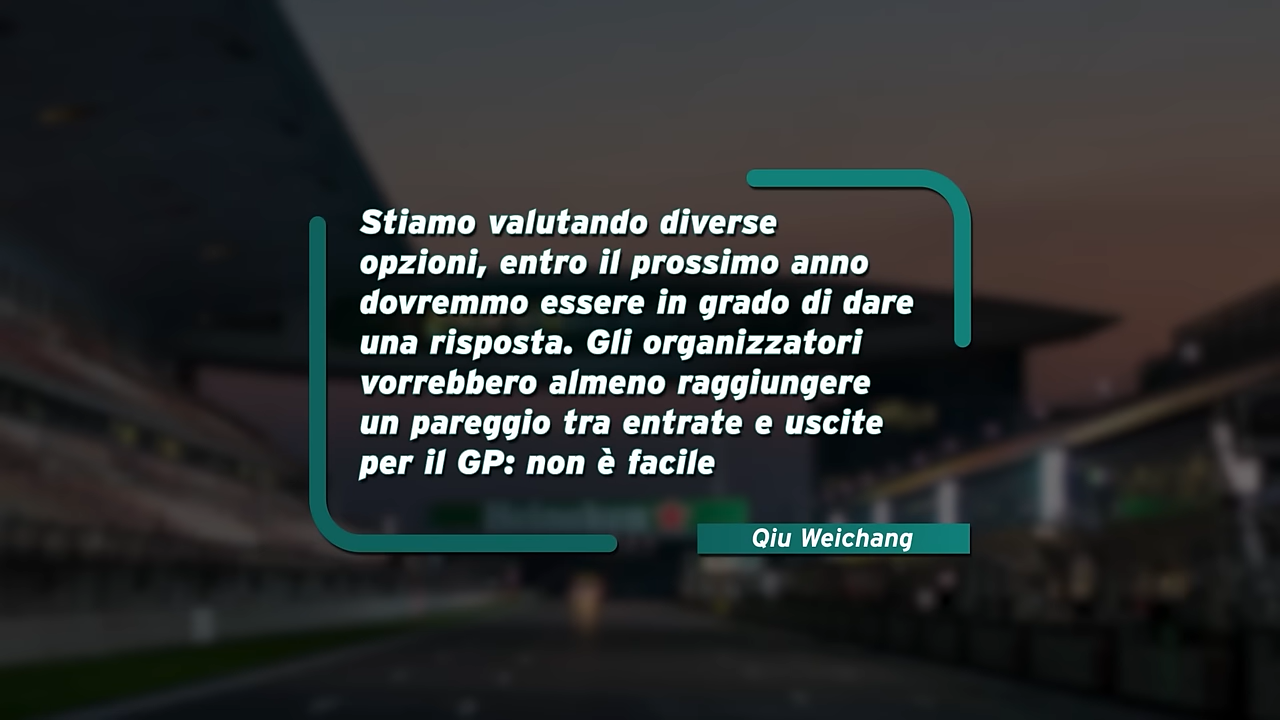 Stiamo valutando diverse
opzioni, entro il prossimo anno
dovremmo essere in grado di dare
una risposta. Gli organizzatori
vorrebbero almeno raggiungere
un pareggio tra entrate e uscite
per il GP: non è facile
Qiu Weichang